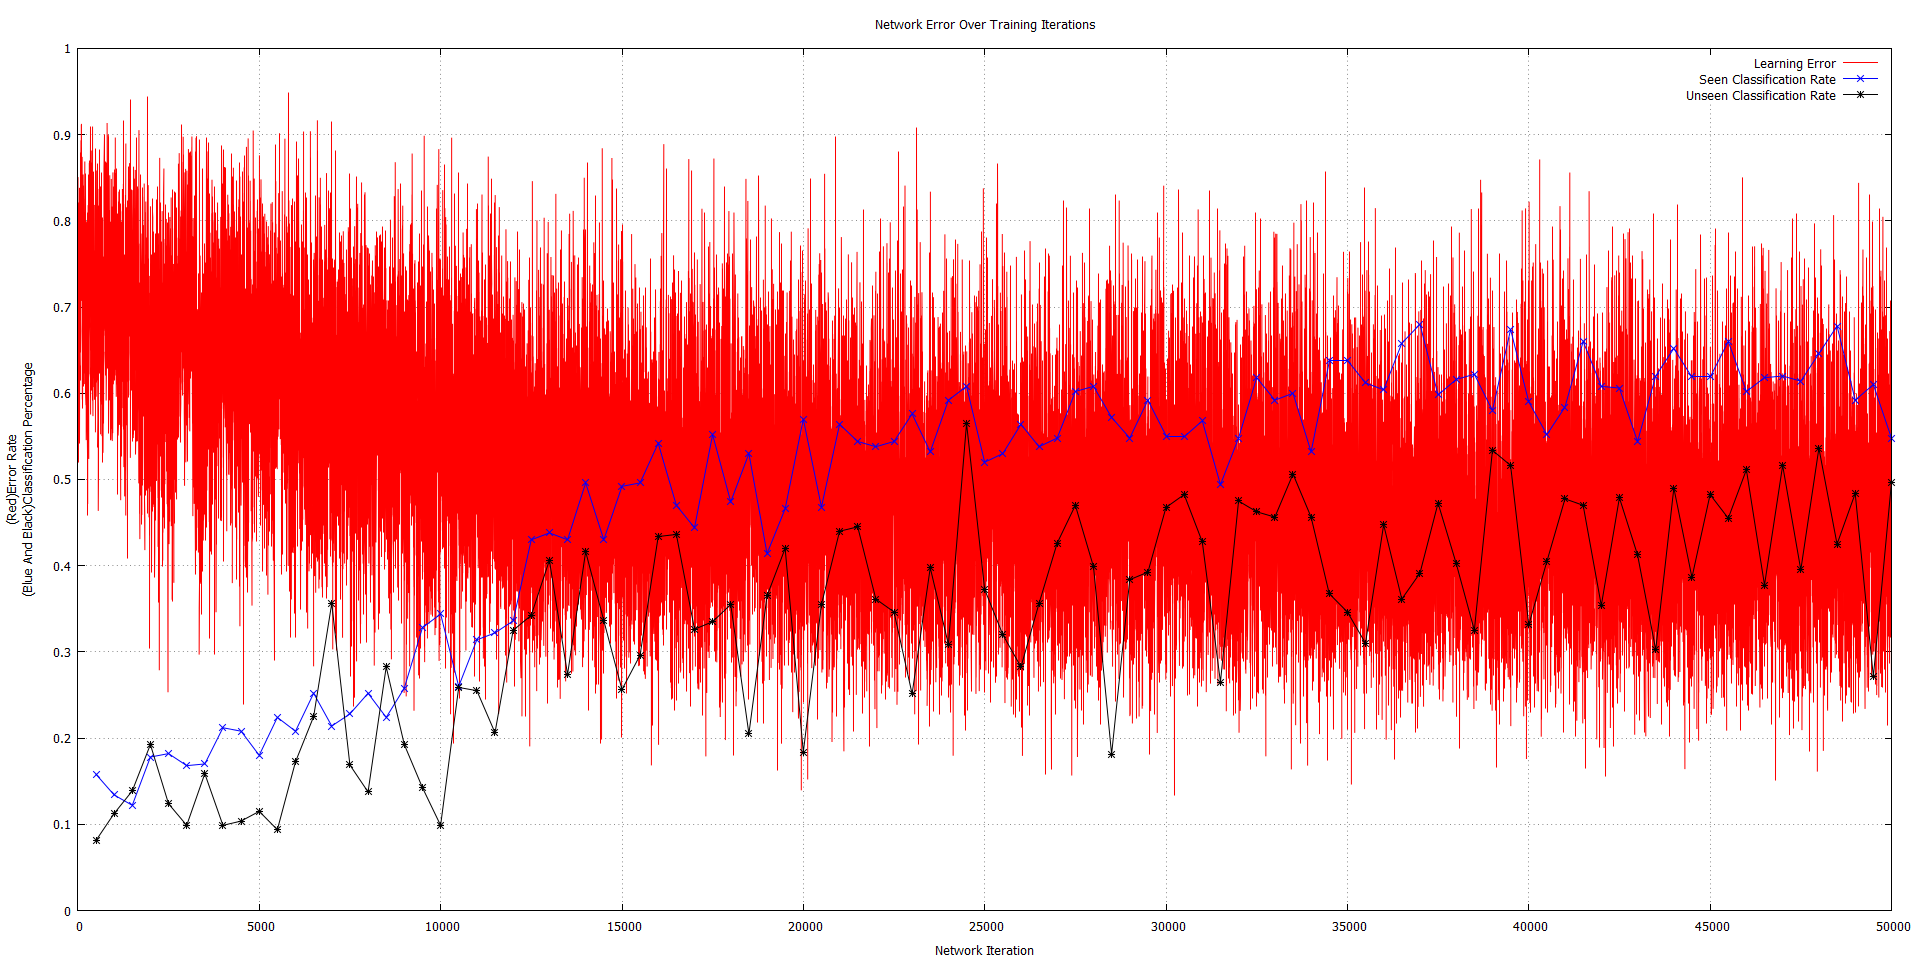 Network Error Over Training Iterations
Learning Error
Seen Classification Rate
Unseen Classification Rate
(Red)Error Rate
(Blue And Black)Classification Percentage
1
0.9
0.8
0.7
0.6
0.5
0.4
0.3
0.2
0.1
0
0 5000 10000 15000 20000 25000 30000 35000 40000 45000 50000
Network Iteration